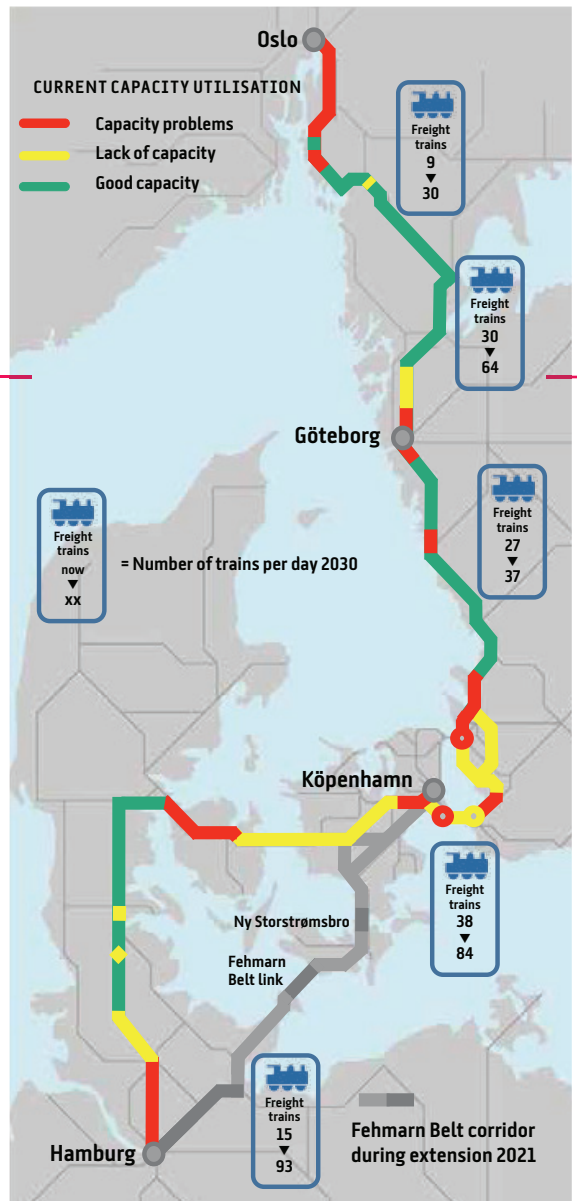 Oslo
CURRENT CAPACITY UTILISATION
Capacity problems
Lack of capacity
Good capacity
Freight
trains
9
▼
30
Freight
trains
30
▼
64
Göteborg
Freight
trains
27
▼
37
Freight
trains
now
▼
xx
= Number of trains per day 2030
Köpenhamn
Freight
trains
38
▼
84
Ny Storstrømsbro
Fehmarn
Belt link
Freight
trains
15
▼
93
Fehmarn Belt corridor
during extension 2021
Hamburg